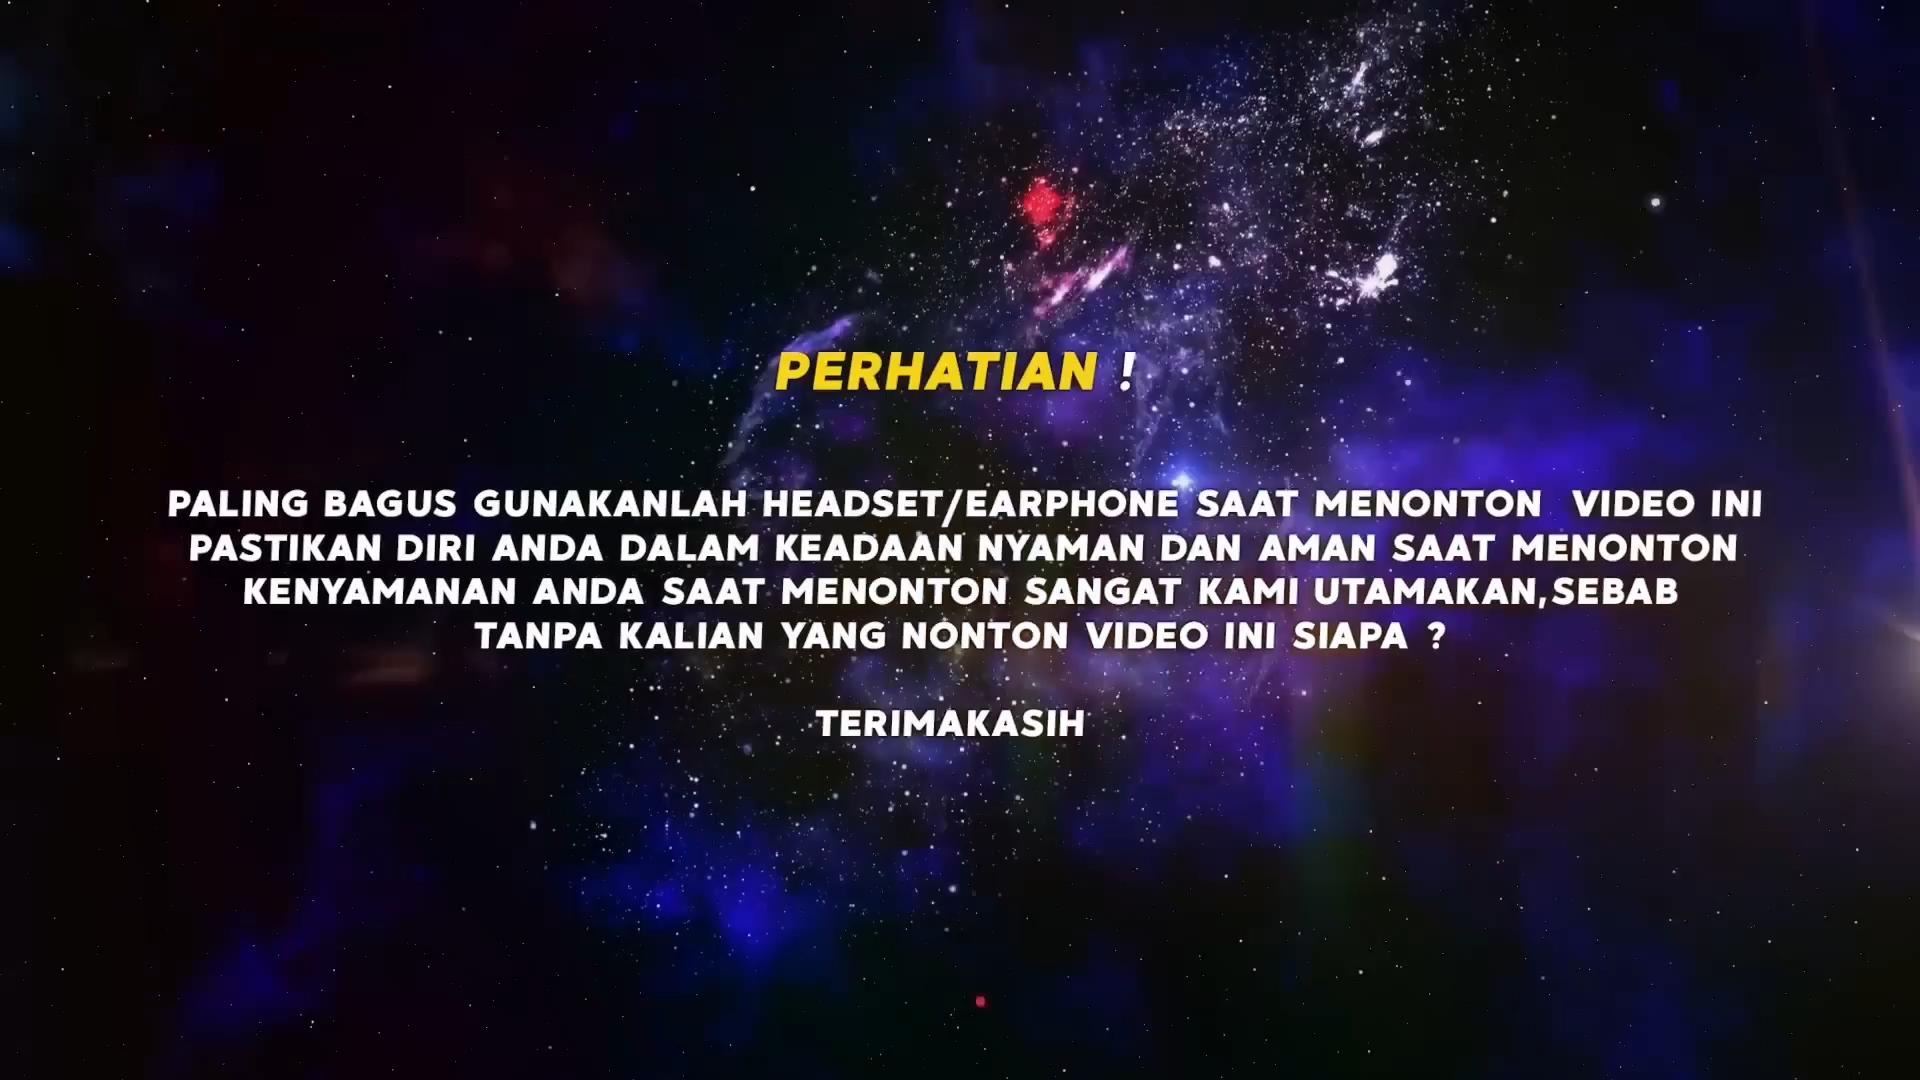 PERHATIAN !
PALING BAGUS GUNAKANLAH HEADSET/EARPHONE SAAT MENONTON VIDEO INI
PASTIKAN DIRI ANDA DALAM KEADAAN NYAMAN DAN AMAN SAAT MENONTON
KENYAMANAN ANDA SAAT MENONTON SANGAT KAMI UTAMAKAN,SEBAB
TANPA KALIAN YANG NONTON VIDEO INI SIAPA ?
TERIMAKASIH